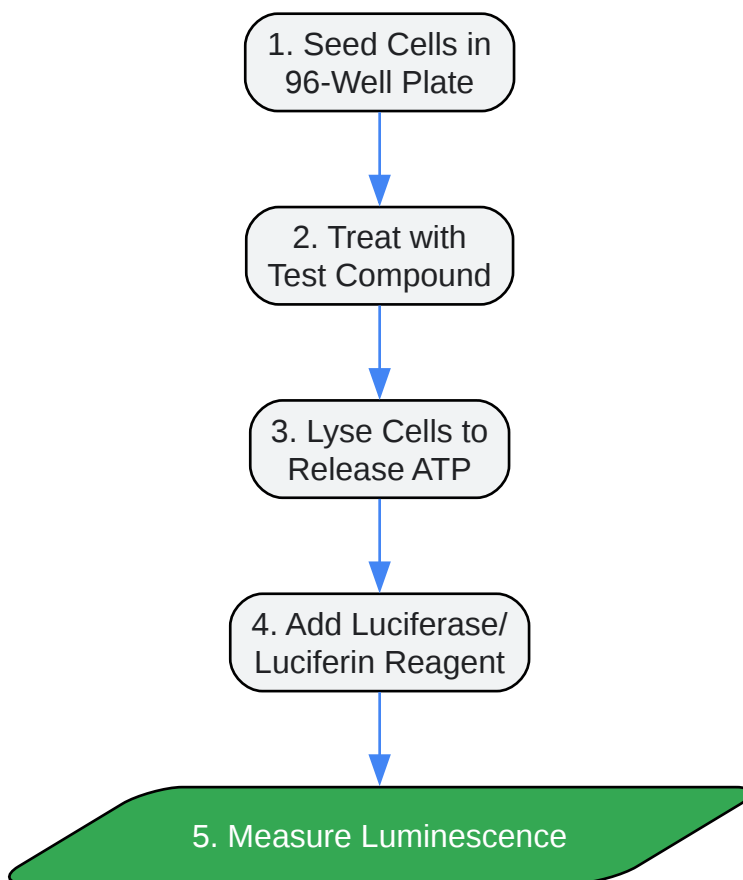 1. Seed Cells in
96-Well Plate
2. Treat with
Test Compound
3. Lyse Cells to
Release ATP
4. Add Luciferase/
Luciferin Reagent
5. Measure Luminescence